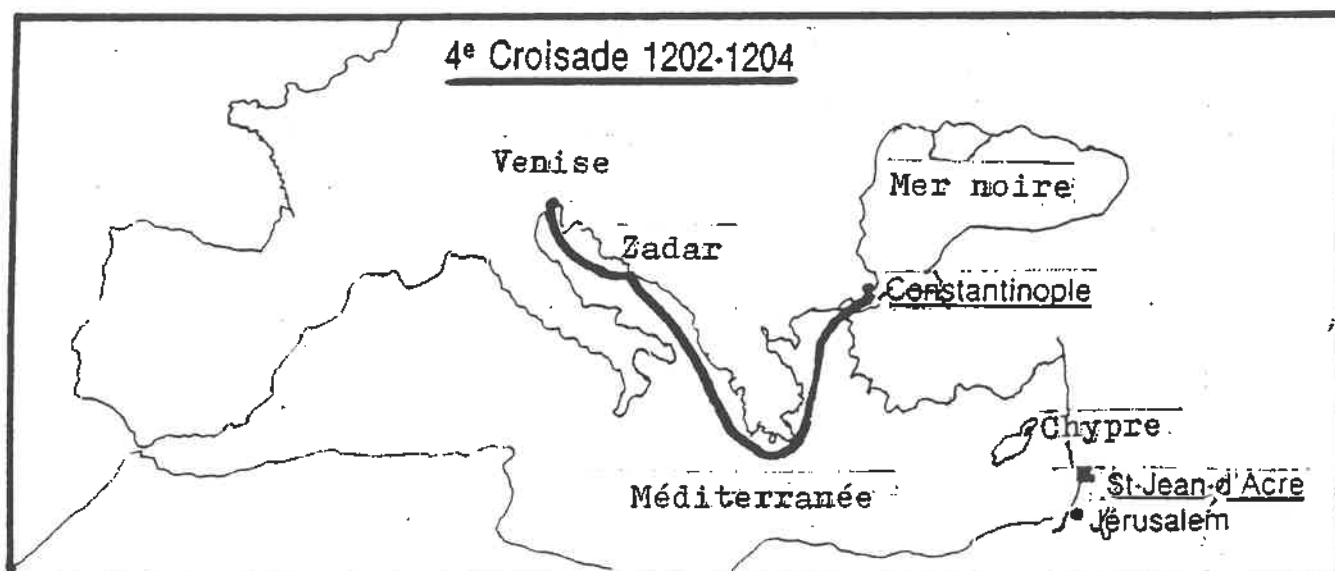 4e Croisade 1202-1204
Venise
Mer noire
Zadar
Constantinople
Chypre
Méditerranée
St-Jean-d'Acre
Jérusalem